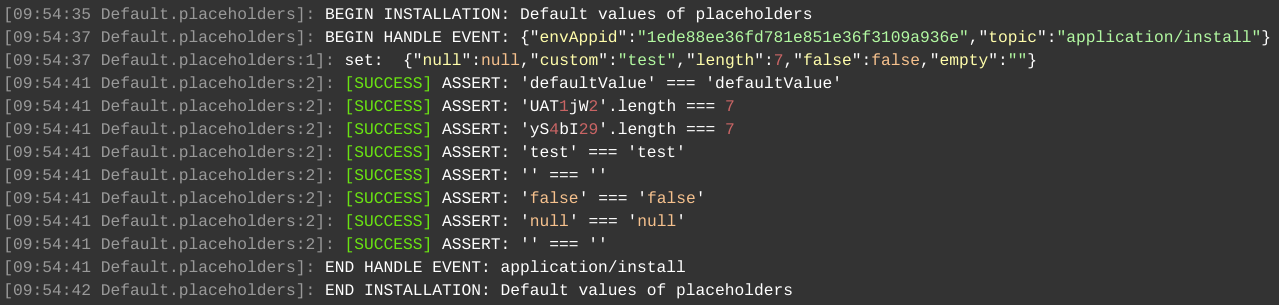 [09:54:35 Default.placeholders]: BEGIN INSTALLATION: Default values of placeholders
[09:54:37 Default.placeholders]: BEGIN HANDLE EVENT: {"envAppid":"1ede88ee36fd781e851e36f3109a936e","topic":"application/install"}
[09:54:37 Default.placeholders:1]: set:  {"null":null,"custom":"test","length":7,"false":false,"empty":""}
[09:54:41 Default.placeholders:2]: [SUCCESS] ASSERT: 'defaultValue' === 'defaultValue'
[09:54:41 Default.placeholders:2]: [SUCCESS] ASSERT: 'UAT1jW2'.length === 7
[09:54:41 Default.placeholders:2]: [SUCCESS] ASSERT: 'yS4bI29'.length === 7
[09:54:41 Default.placeholders:2]: [SUCCESS] ASSERT: 'test' === 'test'
[09:54:41 Default.placeholders:2]: [SUCCESS] ASSERT: '' === ''
[09:54:41 Default.placeholders:2]: [SUCCESS] ASSERT: 'false' === 'false'
[09:54:41 Default.placeholders:2]: [SUCCESS] ASSERT: 'null' === 'null'
[09:54:41 Default.placeholders:2]: [SUCCESS] ASSERT: '' === ''
[09:54:41 Default.placeholders]: END HANDLE EVENT: application/install
[09:54:42 Default.placeholders]: END INSTALLATION: Default values of placeholders